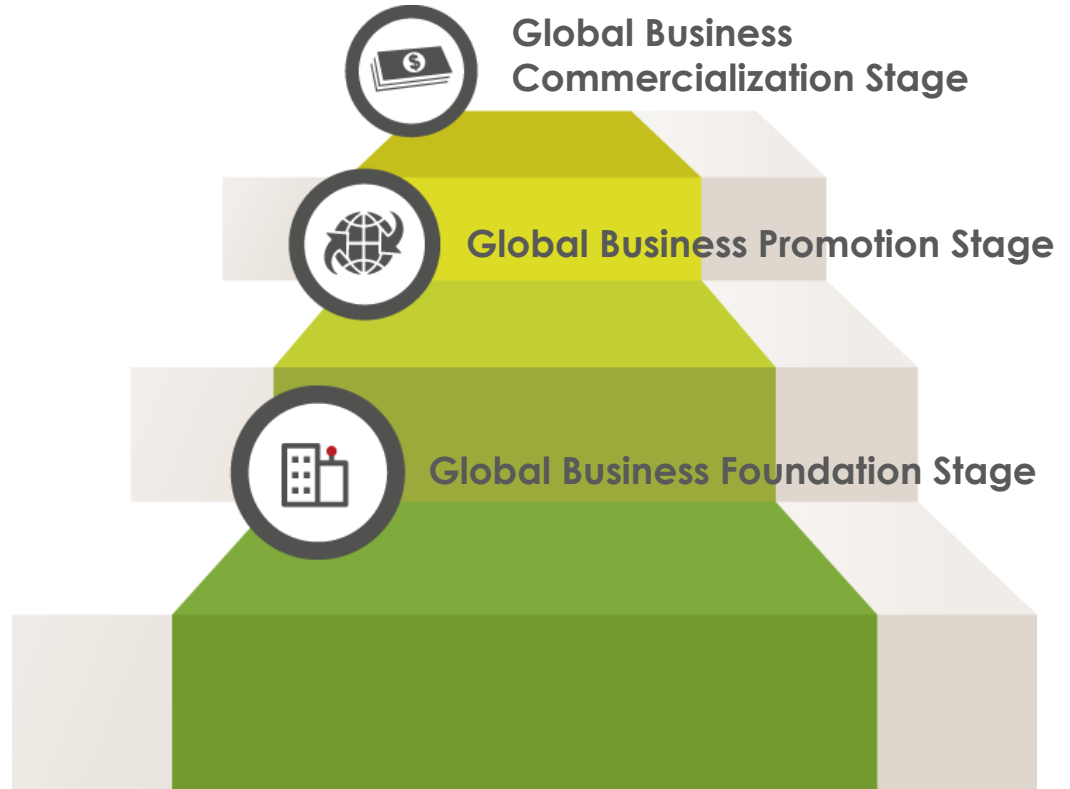 Global Business
Commercialization Stage
$
Global Business Promotion Stage
Global Business Foundation Stage